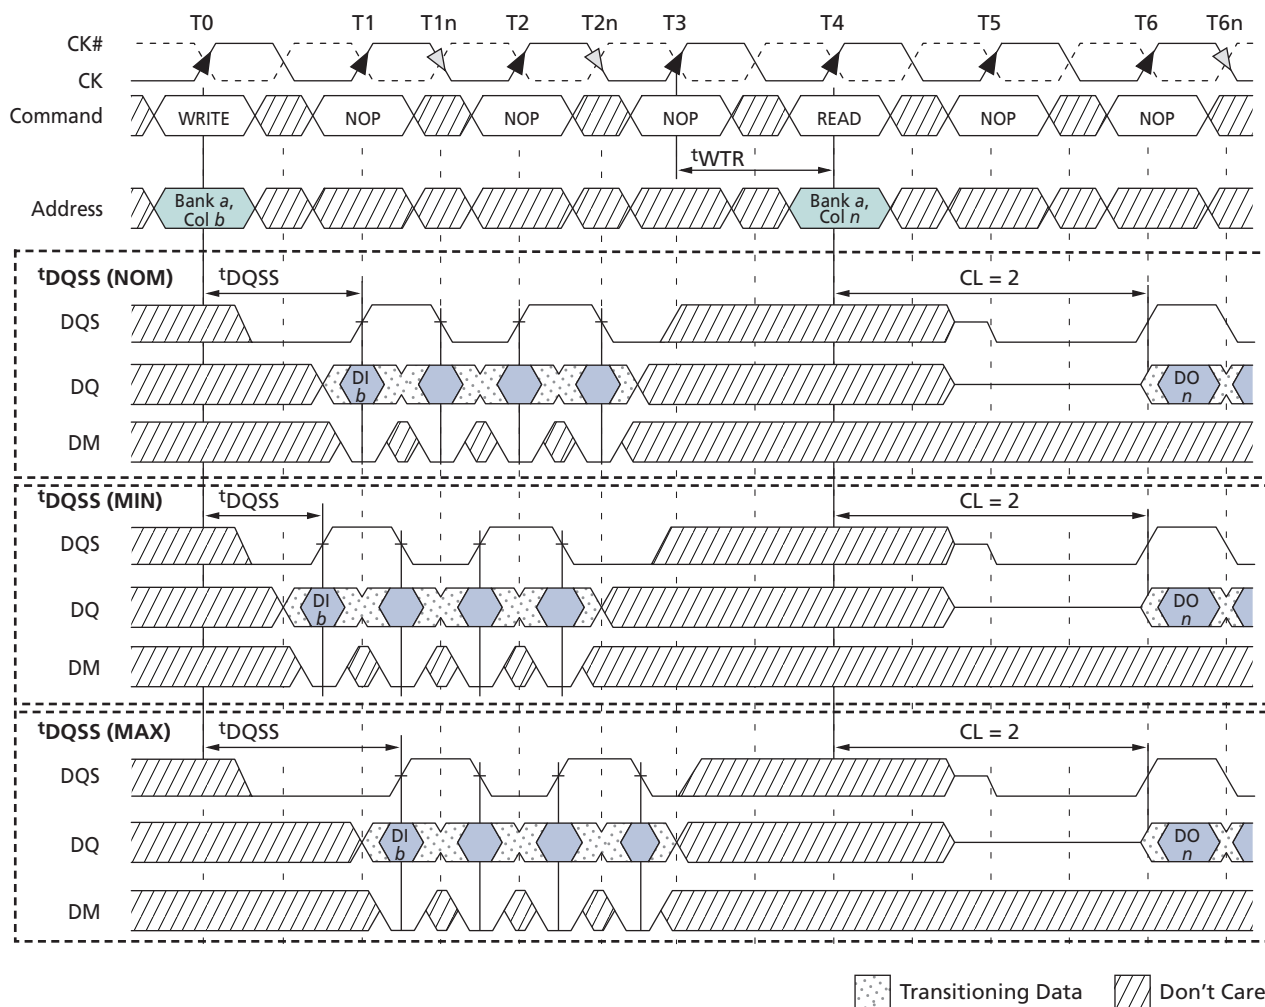 T0 T1 T1n T2 T2n T3 T4 T5 T6 T6n
CK#
CK
Command WRITE NOP NOP NOP READ NOP NOP
tWTR
Address Bank a, Col b Bank a, Col n
tDQSS (NOM) tDQSS CL = 2
DQS
DQ DI b DO n
DM
tDQSS (MIN) tDQSS CL = 2
DQS
DQ DI b DO n
DM
tDQSS (MAX) tDQSS CL = 2
DQS
DQ DI b DO n
DM
Transitioning Data Don't Care